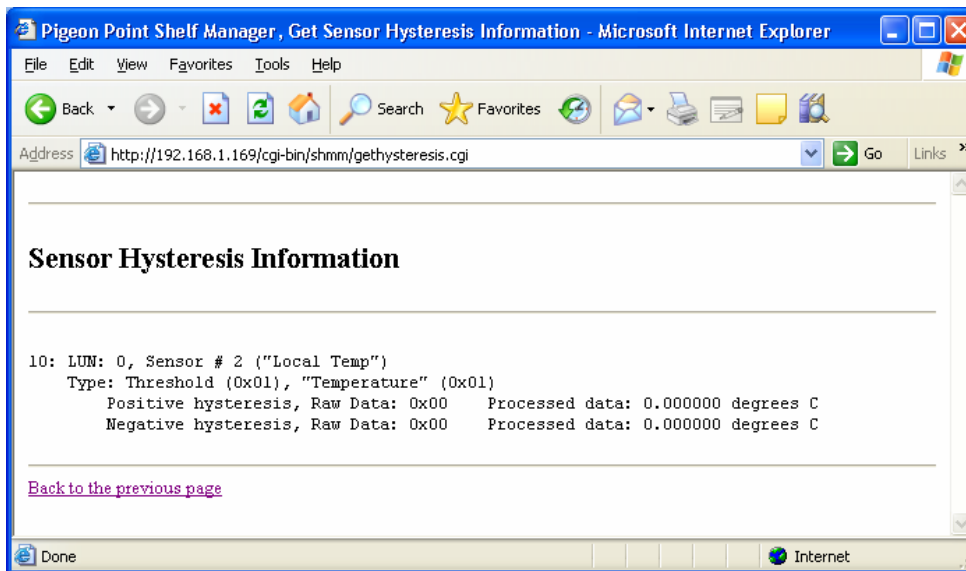 Pigeon Point Shelf Manager, Get Sensor Hysteresis Information - Microsoft Internet Explorer
File Edit View Favorites Tools Help
Back Search Favorites
Address http://192.168.1.169/cgi-bin/shmm/gethysteresis.cgi Go Links »
Sensor Hysteresis Information
10: LUN: 0, Sensor # 2 ("Local Temp")
Type: Threshold (0x01), "Temperature" (0x01)
Positive hysteresis, Raw Data: 0x00 Processed data: 0.000000 degrees C
Negative hysteresis, Raw Data: 0x00 Processed data: 0.000000 degrees C
Back to the previous page
Done Internet